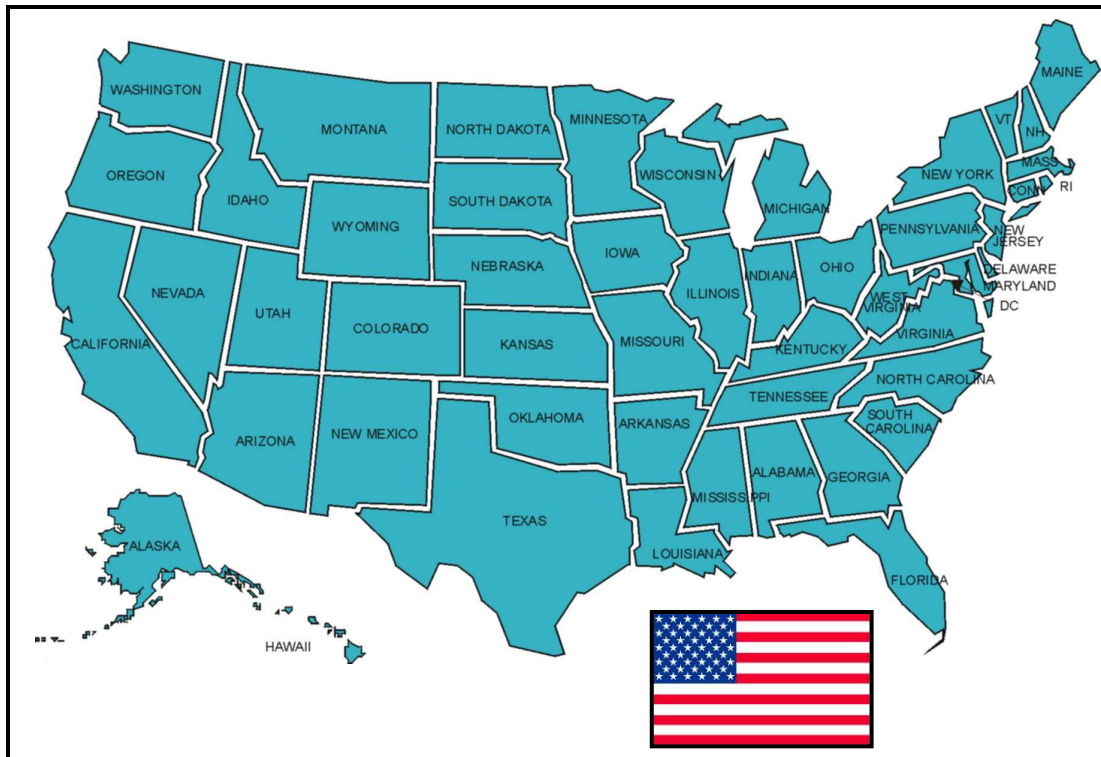 WASHINGTON
MONTANA
NORTH DAKOTA
MINNESOTA
MAINE
VT
NH
OREGON
IDAHO
SOUTH DAKOTA
WISCONSIN
MICHIGAN
NEW YORK
MASS
CONN
RI
WYOMING
IOWA
PENNSYLVANIA
NEW
JERSEY
NEVADA
UTAH
NEBRASKA
ILLINOIS
INDIANA
OHIO
DELAWARE
MARYLAND
DC
WEST
VIRGINIA
VIRGINIA
CALIFORNIA
COLORADO
KANSAS
MISSOURI
KENTUCKY
NORTH CAROLINA
TENNESSEE
ARIZONA
NEW MEXICO
OKLAHOMA
ARKANSAS
SOUTH
CAROLINA
MISSISSIPPI
ALABAMA
GEORGIA
TEXAS
LOUISIANA
FLORIDA
ALASKA
HAWAII